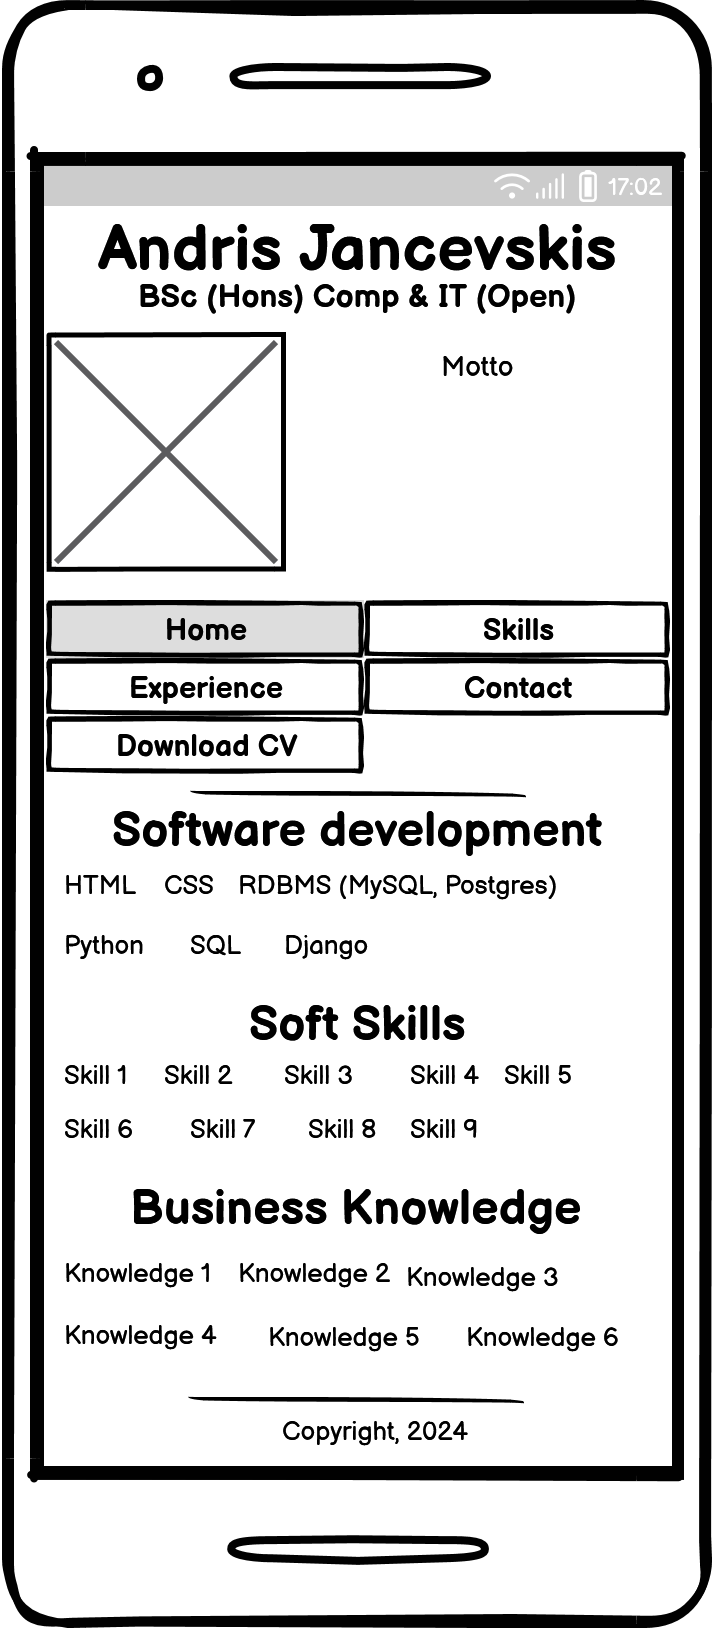 17:02
Andris Jancevskis
BSc (Hons) Comp & IT (Open)
Motto
Home Skills
Experience Contact
Download CV
Software development
HTML CSS RDBMS (MySQL, Postgres)
Python SQL Django
Soft Skills
Skill 1 Skill 2 Skill 3 Skill 4 Skill 5
Skill 6 Skill 7 Skill 8 Skill 9
Business Knowledge
Knowledge 1 Knowledge 2 Knowledge 3
Knowledge 4 Knowledge 5 Knowledge 6
Copyright, 2024